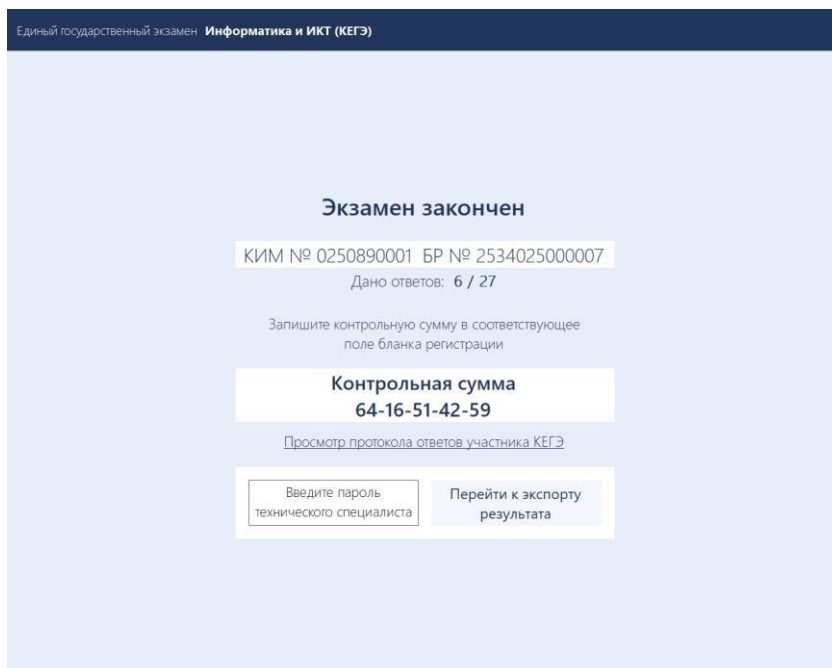 Единый государственный экзамен Информатика и ИКТ (КЕГЭ)
Экзамен закончен
КИМ № 0250890001 БР № 2534025000007
Дано ответов: 6 / 27
Запишите контрольную сумму в соответствующее
поле бланка регистрации
Контрольная сумма
64-16-51-42-59
Просмотр протокола ответов участника КЕГЭ
Введите пароль
технического специалиста
Перейти к экспорту
результата